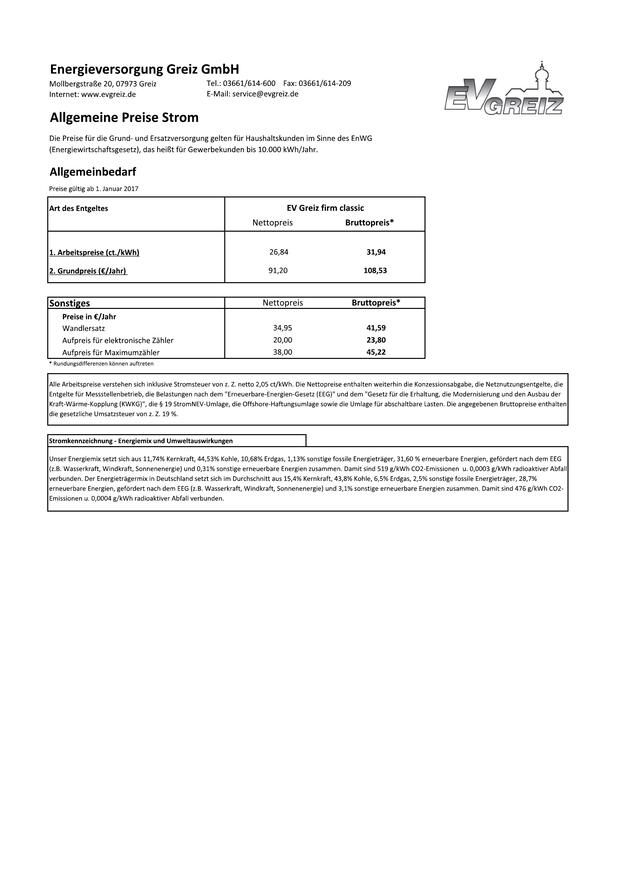 Energieversorgung Greiz GmbH
Mollbergstraße 20, 07973 Greiz Tel.: 03661/614-600 Fax: 03661/614-209
Internet: www.evgreiz.de E-Mail: service@evgreiz.de
EVGREIZ
Allgemeine Preise Strom
Die Preise für die Grund- und Ersatzversorgung gelten für Haushaltskunden im Sinne des EnWG
(Energiewirtschaftsgesetz), das heißt für Gewerbekunden bis 10.000 kWh/Jahr.
Allgemeinbedarf
Preise gültig ab 1. Januar 2017
Art des Entgeltes EV Greiz firm classic
Nettopreis Bruttopreis*
1. Arbeitspreise (ct./kWh) 26,84 31,94
2. Grundpreis (€/Jahr) 91,20 108,53
Sonstiges Nettopreis Bruttopreis*
Preise in €/Jahr
Wandlersatz 34,95 41,59
Aufpreis für elektronische Zähler 20,00 23,80
Aufpreis für Maximumzähler 38,00 45,22
* Rundungsdifferenzen können auftreten
Alle Arbeitspreise verstehen sich inklusive Stromsteuer von z. Z. netto 2,05 ct/kWh. Die Nettopreise enthalten weiterhin die Konzessionsabgabe, die Netznutzungsentgelte, die
Entgelte für Messstellenbetrieb, die Belastungen nach dem "Erneuerbare-Energien-Gesetz (EEG)" und dem "Gesetz für die Erhaltung, die Modernisierung und den Ausbau der
Kraft-Wärme-Kopplung (KWKG)", die § 19 StromNEV-Umlage, die Offshore-Haftungsumlage sowie die Umlage für abschaltbare Lasten. Die angegebenen Bruttopreise enthalten
die gesetzliche Umsatzsteuer von z. Z. 19 %.
Stromkennzeichnung - Energiemix und Umweltauswirkungen
Unser Energiemix setzt sich aus 11,74% Kernkraft, 44,53% Kohle, 10,68% Erdgas, 1,13% sonstige fossile Energieträger, 31,60 % erneuerbare Energien, gefördert nach dem EEG
(z.B. Wasserkraft, Windkraft, Sonnenenergie) und 0,31% sonstige erneuerbare Energien zusammen. Damit sind 519 g/kWh CO2-Emissionen u. 0,0003 g/kWh radioaktiver Abfall
verbunden. Der Energieträgermix in Deutschland setzt sich im Durchschnitt aus 15,4% Kernkraft, 43,8% Kohle, 6,5% Erdgas, 2,5% sonstige fossile Energieträger, 28,7%
erneuerbare Energien, gefördert nach dem EEG (z.B. Wasserkraft, Windkraft, Sonnenenergie) und 3,1% sonstige erneuerbare Energien zusammen. Damit sind 476 g/kWh CO2-
Emissionen u. 0,0004 g/kWh radioaktiver Abfall verbunden.